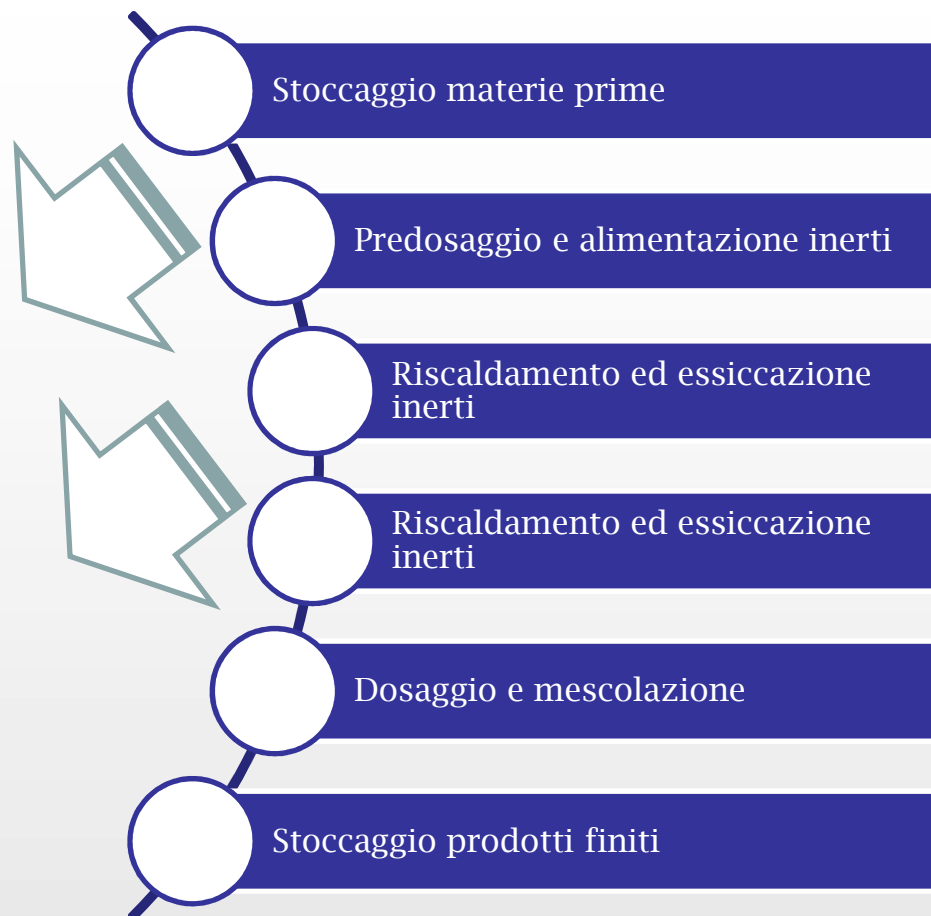 Stoccaggio materie prime
Predosaggio e alimentazione inerti
Riscaldamento ed essiccazione
inerti
Riscaldamento ed essiccazione
inerti
Dosaggio e mescolazione
Stoccaggio prodotti finiti